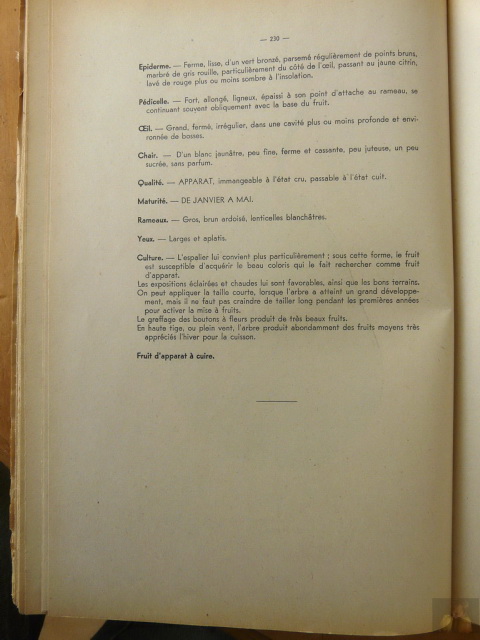 — 230 —
Epiderme. — Ferme, lisse, d'un vert bronzé, parsemé régulièrement de points bruns,
marbré de gris rouille, particulièrement du côté de l'œil, passant au jaune citrin,
lavé de rouge plus ou moins sombre à l'insolation.
Pédicelle. — Fort, allongé, ligneux, épaissi à son point d'attache au rameau, se
continuant souvent obliquement avec la base du fruit.
Œil. — Grand, fermé, irrégulier, dans une cavité plus ou moins profonde et envi-
ronnée de bosses.
Chair. — D'un blanc jaunâtre, peu fine, ferme et cassante, peu juteuse, un peu
sucrée, sans parfum.
Qualité. — APPARAT, immangeable à l'état cru, passable à l'état cuit.
Maturité. — DE JANVIER A MAI.
Rameaux. — Gros, brun ardoisé, lenticelles blanchâtres.
Yeux. — Larges et aplatis.
Culture. — L'espalier lui convient plus particulièrement ; sous cette forme, le fruit
est susceptible d'acquérir le beau coloris qui le fait rechercher comme fruit
d'apparat.
Les expositions éclairées et chaudes lui sont favorables, ainsi que les bons terrains.
On peut appliquer la taille courte, lorsque l'arbre a atteint un grand développe-
ment, mais il ne faut pas craindre de tailler long pendant les premières années
pour activer la mise à fruits.
Le greffage des boutons à fleurs produit de très beaux fruits.
En haute tige, ou plein vent, l'arbre produit abondamment des fruits moyens très
appréciés l'hiver pour la cuisson.
Fruit d'apparat à cuire.